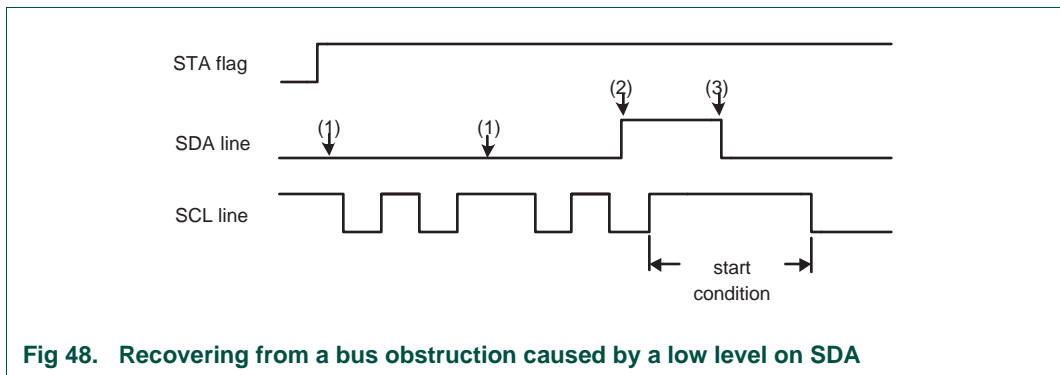 STA flag
(2) (3)
(1) (1)
SDA line
SCL line
start
condition
Fig 48. Recovering from a bus obstruction caused by a low level on SDA